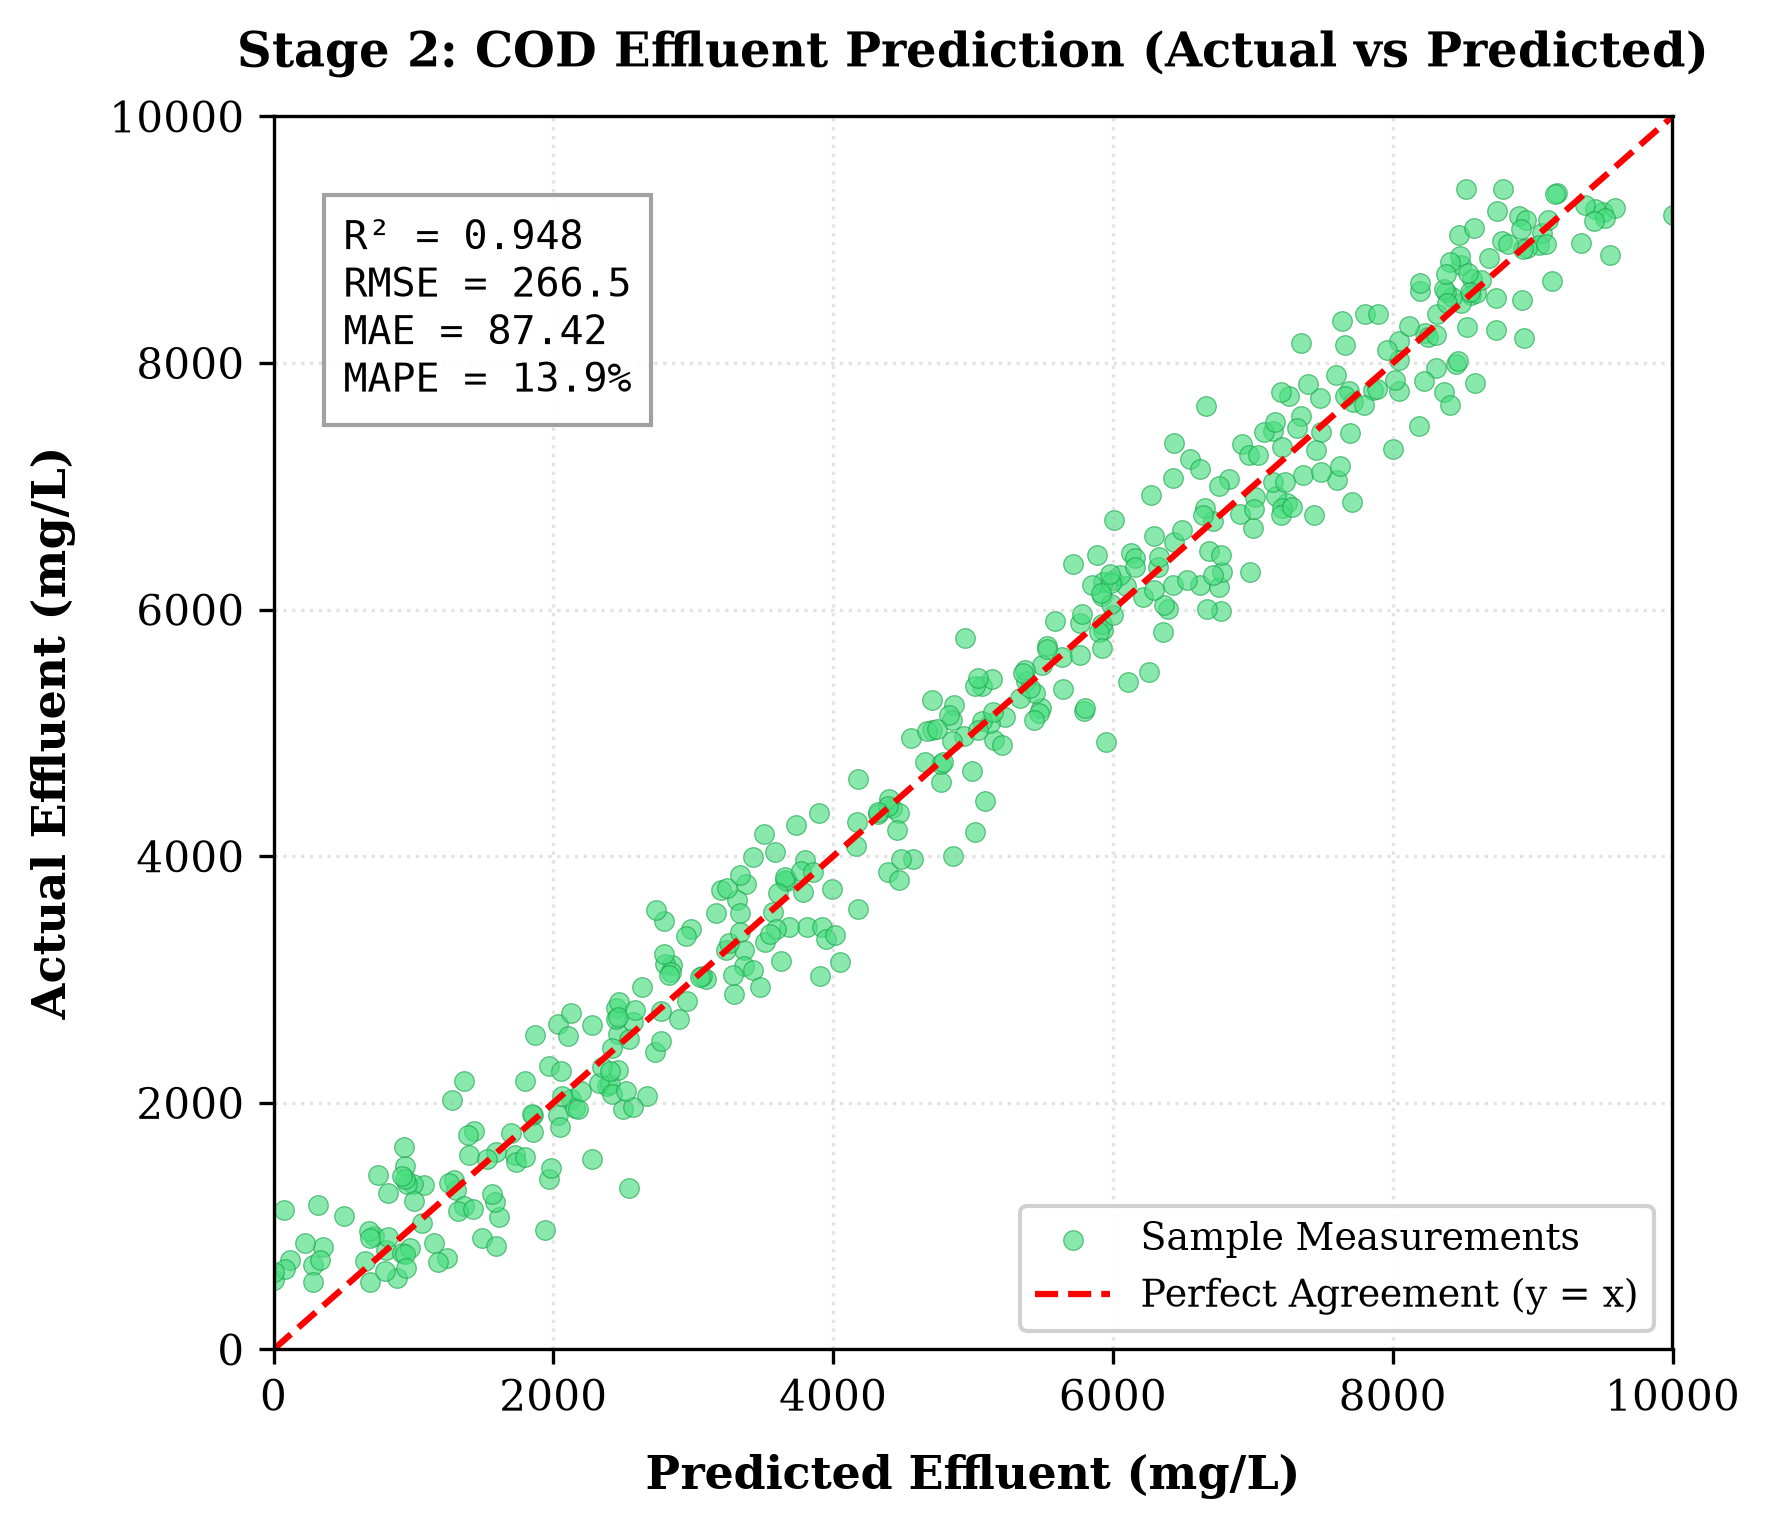 Stage 2: COD Effluent Prediction (Actual vs Predicted)
10000
8000
6000
4000
2000
0
Actual Effluent (mg/L)
R² = 0.948
RMSE = 266.5
MAE = 87.42
MAPE = 13.9%
Sample Measurements
Perfect Agreement (y = x)
0 2000 4000 6000 8000 10000
Predicted Effluent (mg/L)